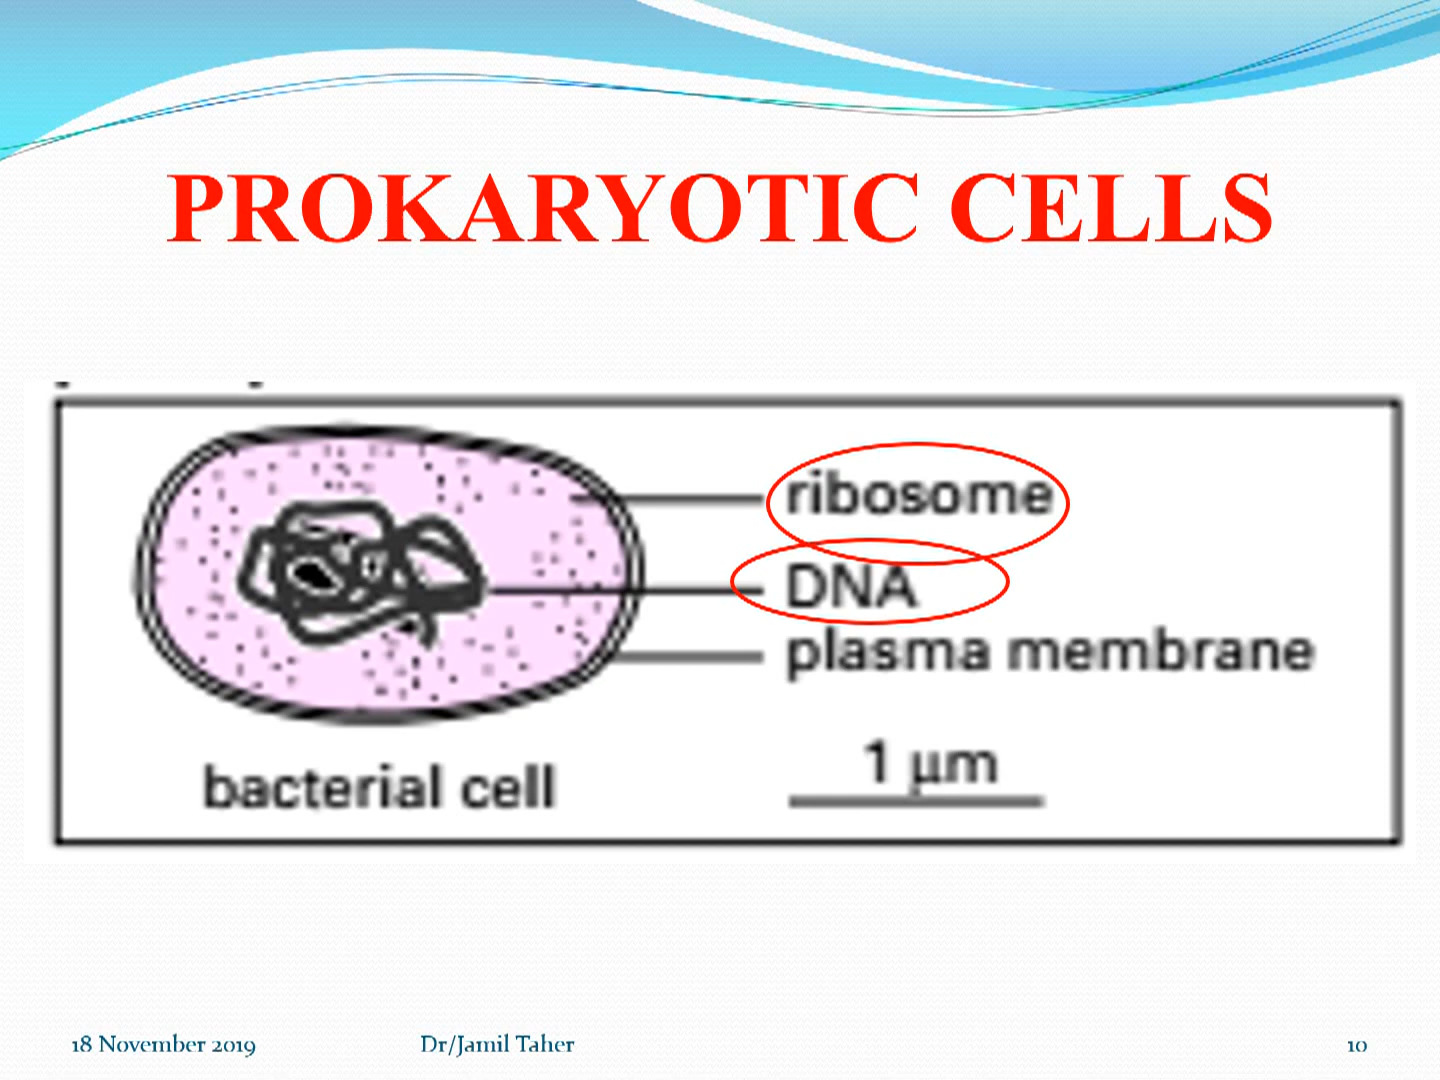 PROKARYOTIC CELLS
ribosome
DNA
plasma membrane
1 µm
bacterial cell
18 November 2019
Dr/Jamil Taher
10